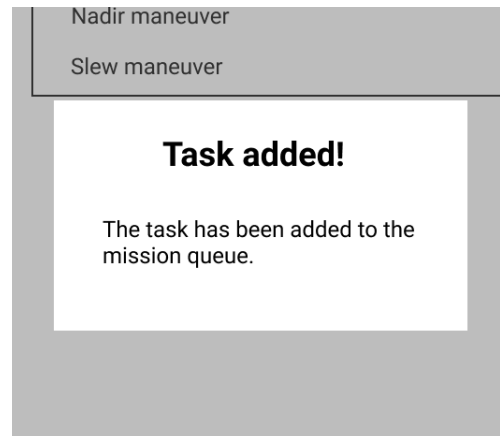 Nadir maneuver
Slew maneuver
Task added!
The task has been added to the
mission queue.